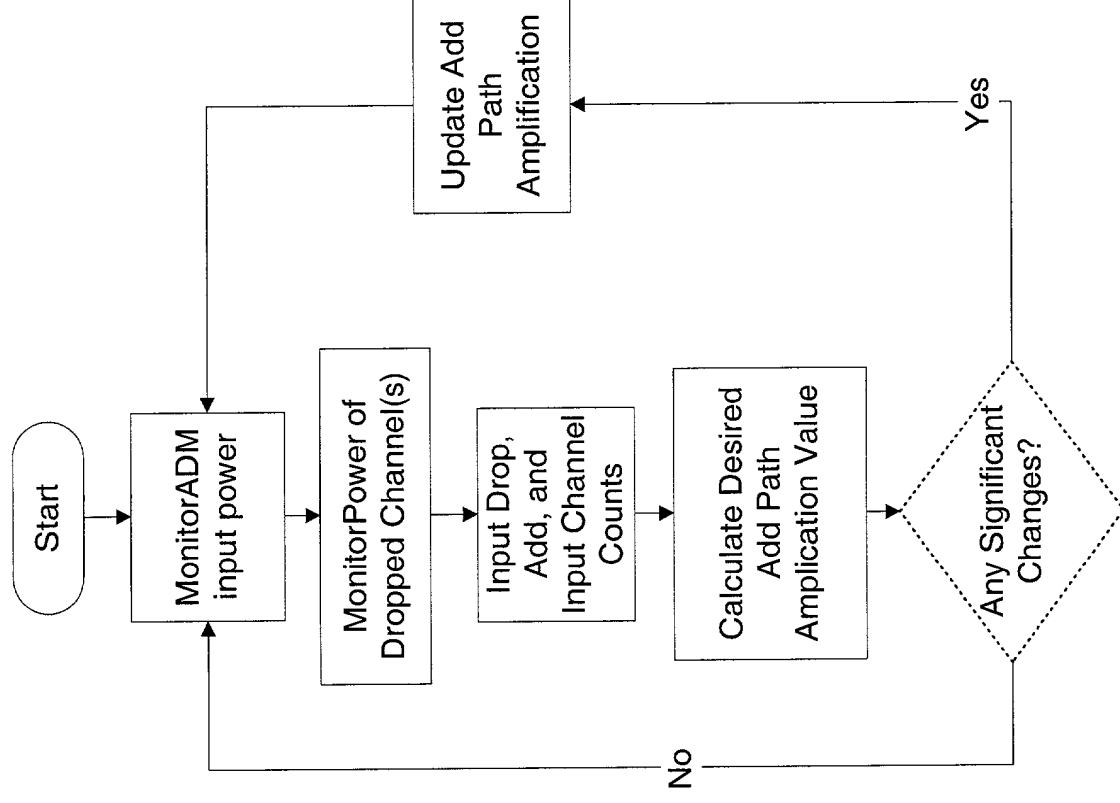 Start
MonitorADM
input power
MonitorPower of
Dropped Channel(s)
Input Drop,
Add, and
Input Channel
Counts
Calculate Desired
Add Path
Amplication Value
Any Significant
Changes?
No
Yes
Update Add
Path
Amplification